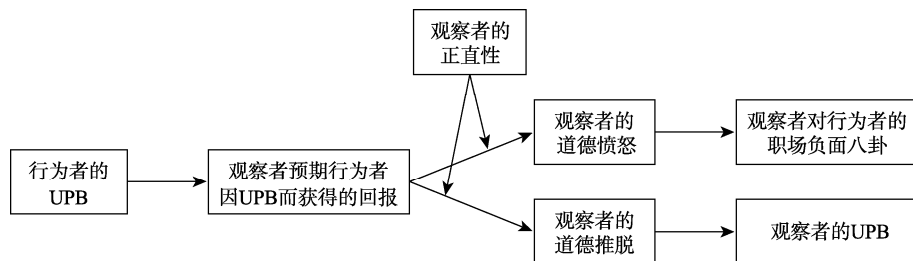 观察者的
正直性
观察者的
道德愤怒
观察者对行为者的
职场负面八卦
行为者的
UPB
观察者预期行为者
因UPB而获得的回报
观察者的
道德推脱
观察者的UPB